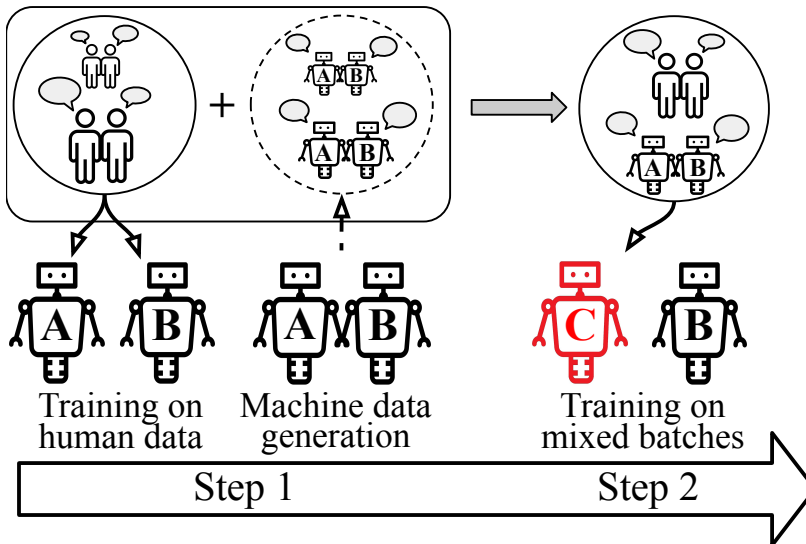 A B
+
A B
A
B
A B
A
B
C
B
Training on
human data
Machine data
generation
Training on
mixed batches
Step 1
Step 2